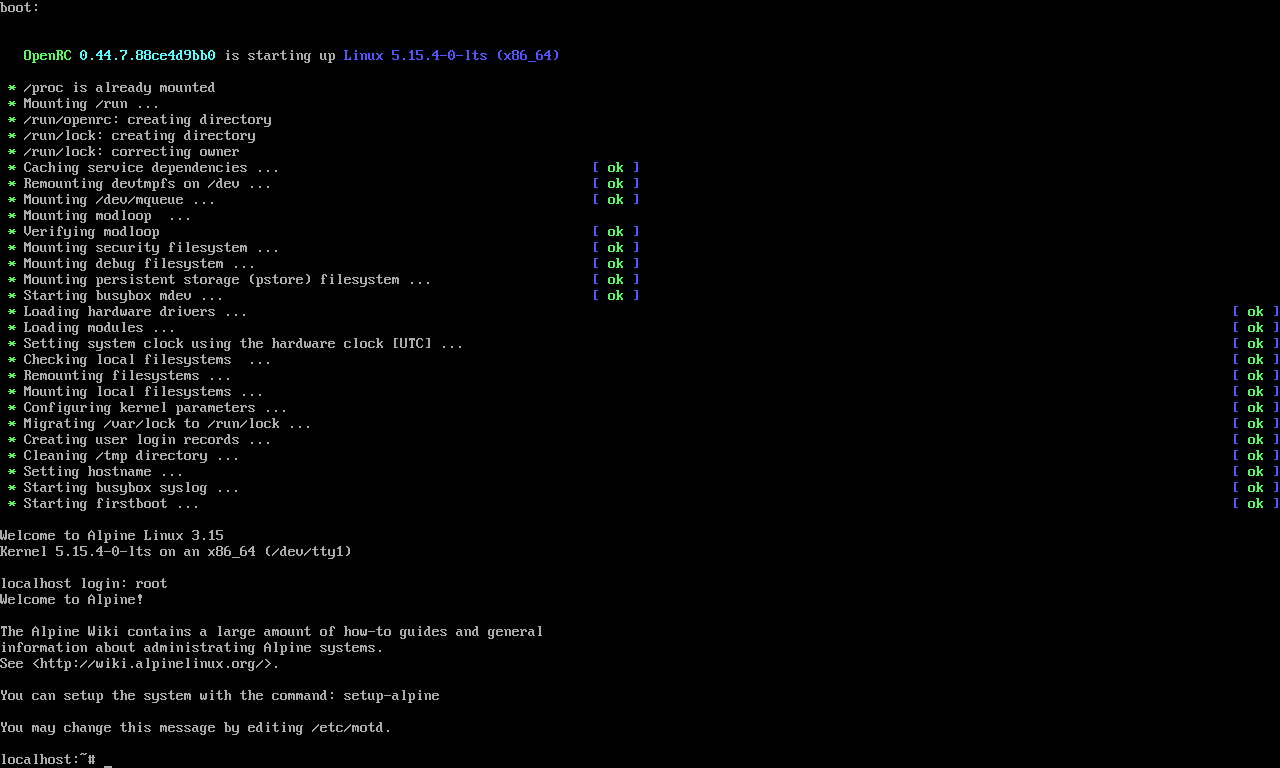 boot:
OpenRC 0.44.7.88ce4d9bb0 is starting up Linux 5.15.4-0-lts (x86_64)
* /proc is already mounted
* Mounting /run ...
* /run/openrc: creating directory
* /run/lock: creating directory
* /run/lock: correcting owner
* Caching service dependencies ... [ ok ]
* Remounting devtmpfs on /dev ... [ ok ]
* Mounting /dev/mqueue ... [ ok ]
* Mounting modloop  ...
* Verifying modloop [ ok ]
* Mounting security filesystem ... [ ok ]
* Mounting debug filesystem ... [ ok ]
* Mounting persistent storage (pstore) filesystem ... [ ok ]
* Starting busybox mdev ... [ ok ]
* Loading hardware drivers ... [ ok ]
* Loading modules ... [ ok ]
* Setting system clock using the hardware clock [UTC] ... [ ok ]
* Checking local filesystems  ... [ ok ]
* Remounting filesystems ... [ ok ]
* Mounting local filesystems ... [ ok ]
* Configuring kernel parameters ... [ ok ]
* Migrating /var/lock to /run/lock ... [ ok ]
* Creating user login records ... [ ok ]
* Cleaning /tmp directory ... [ ok ]
* Setting hostname ... [ ok ]
* Starting busybox syslog ... [ ok ]
* Starting firstboot ... [ ok ]
Welcome to Alpine Linux 3.15
Kernel 5.15.4-0-lts on an x86_64 (/dev/tty1)
localhost login: root
Welcome to Alpine!
The Alpine Wiki contains a large amount of how-to guides and general
information about administrating Alpine systems.
See <http://wiki.alpinelinux.org/>.
You can setup the system with the command: setup-alpine
You may change this message by editing /etc/motd.
localhost:~# _